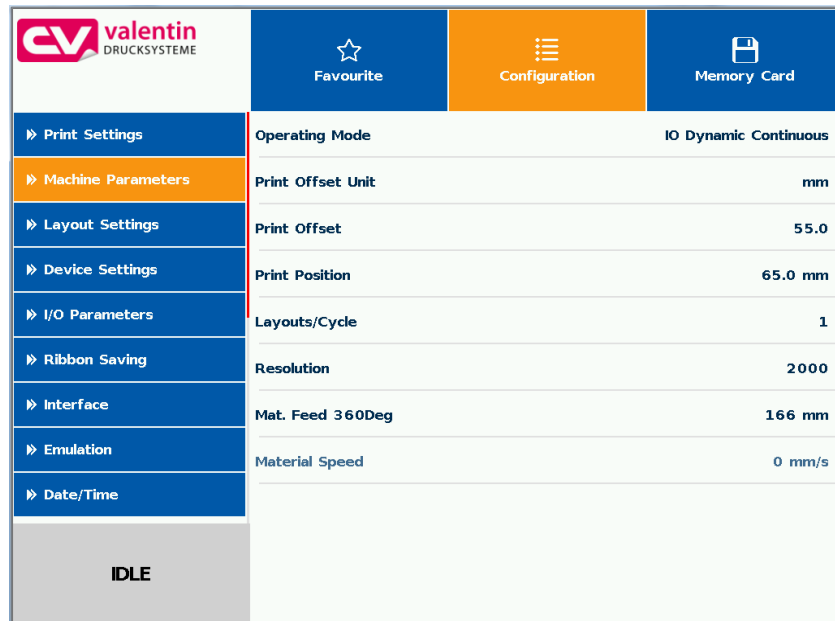 CV valentin
DRUCKSYSTEME
Favourite
Configuration
Memory Card
Print Settings
Machine Parameters
Layout Settings
Device Settings
I/O Parameters
Ribbon Saving
Interface
Emulation
Date/Time
IDLE
Operating Mode IO Dynamic Continuous
Print Offset Unit mm
Print Offset 55.0
Print Position 65.0 mm
Layouts/Cycle 1
Resolution 2000
Mat. Feed 360Deg 166 mm
Material Speed 0 mm/s